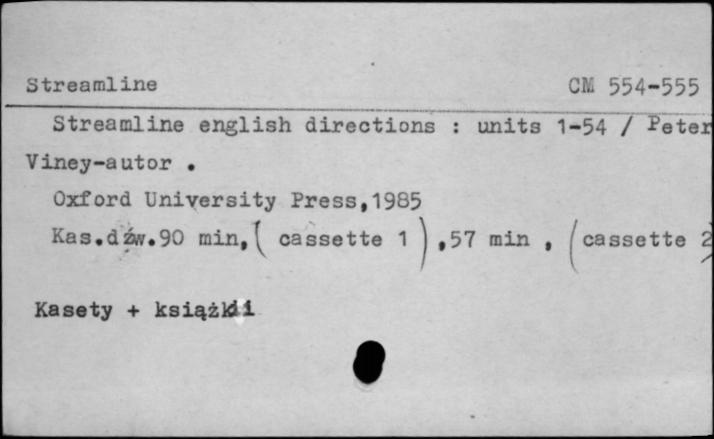 Streamline CM 554-555
Streamline english directions : units 1-54 / Peter
Viney-autor .
Oxford University Press,1985
Kas.dźw.90 min,( cassette 1 ) ,57 min , (cassette 2
Kasety + książki